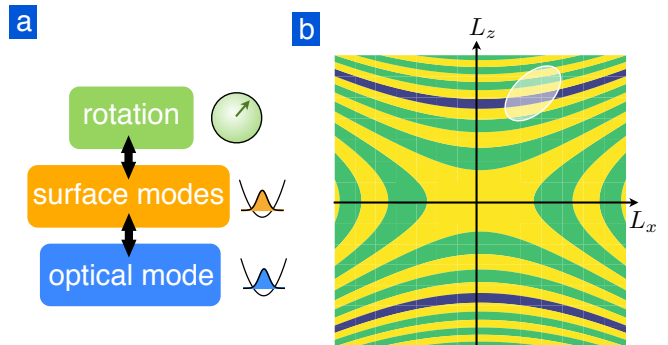 a
rotation
surface modes
optical mode
b
L_z
L_x